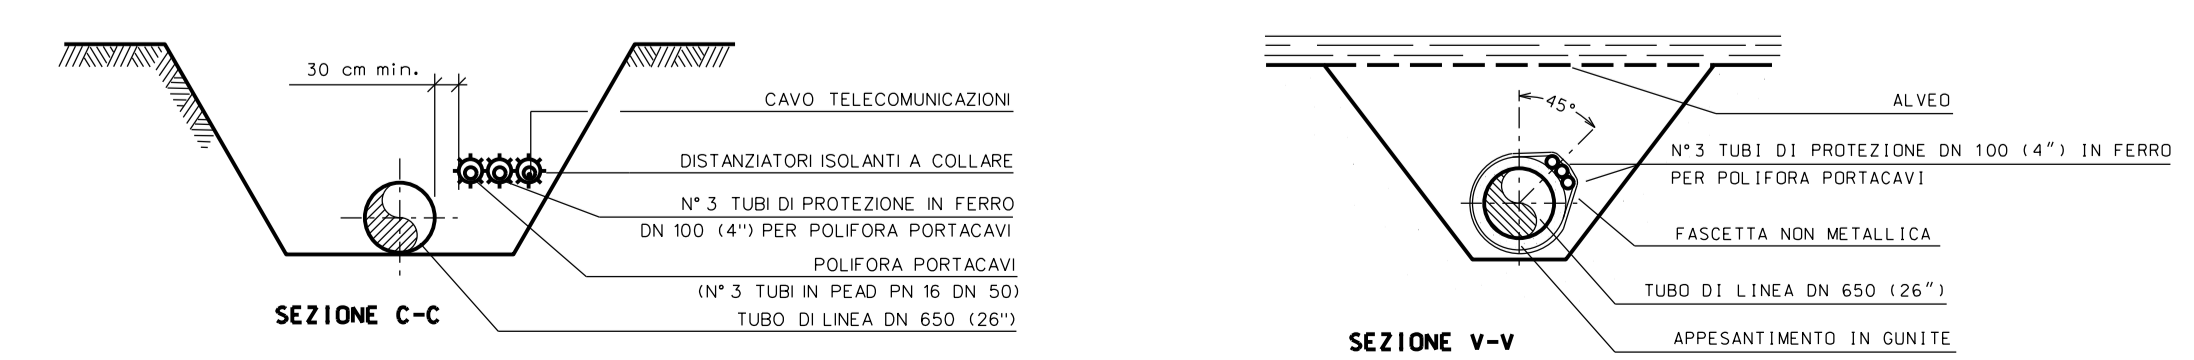 30 cm min.
CAVO TELECOMUNICAZIONI
DISTANZIATORI ISOLANTI A COLLARE
N° 3 TUBI DI PROTEZIONE IN FERRO
DN 100 (4") PER POLIFORA PORTACAVI
POLIFORA PORTACAVI
(N° 3 TUBI IN PEAD PN 16 DN 50)
TUBO DI LINEA DN 650 (26")
SEZIONE C-C
45°
ALVEO
N°3 TUBI DI PROTEZIONE DN 100 (4") IN FERRO
PER POLIFORA PORTACAVI
FASCETTA NON METALLICA
TUBO DI LINEA DN 650 (26")
APPESANTIMENTO IN GUNITE
SEZIONE V-V